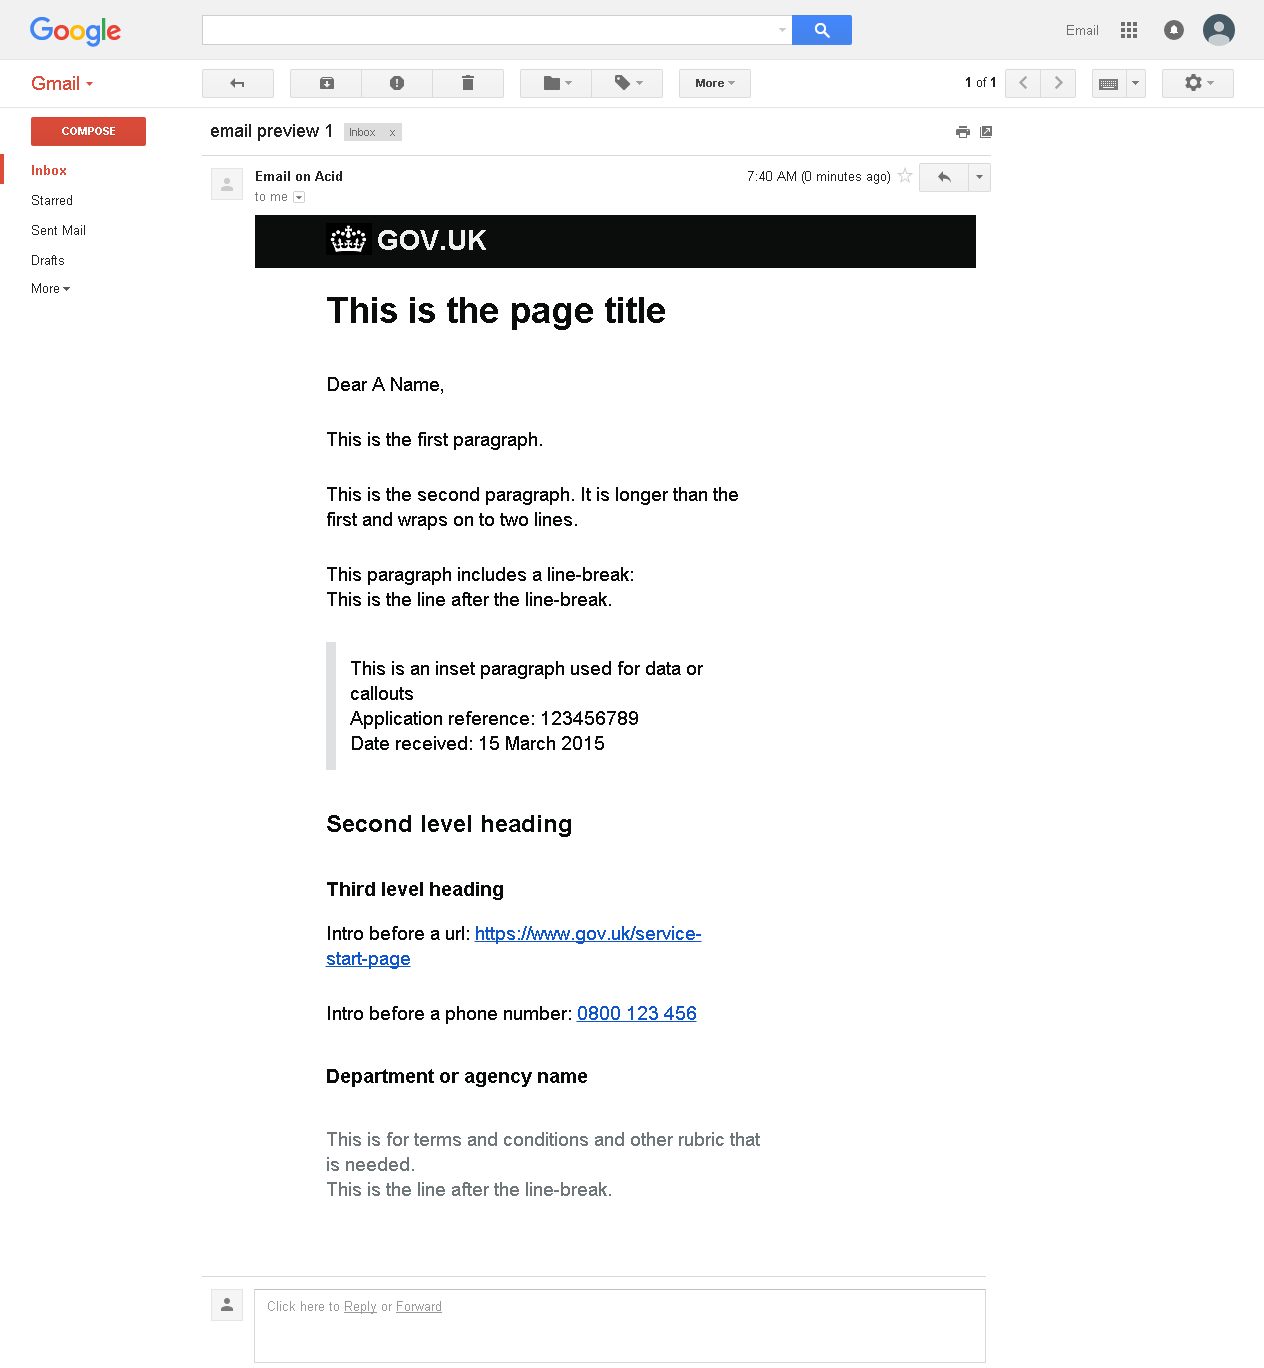 Google
Email
Gmail
More
1 of 1
COMPOSE
email preview 1
Inbox x
Inbox
Starred
Sent Mail
Drafts
More
Email on Acid
7:40 AM (0 minutes ago)
to me
GOV.UK
This is the page title
Dear A Name,
This is the first paragraph.
This is the second paragraph. It is longer than the
first and wraps on to two lines.
This paragraph includes a line-break:
This is the line after the line-break.
This is an inset paragraph used for data or
callouts
Application reference: 123456789
Date received: 15 March 2015
Second level heading
Third level heading
Intro before a url: https://www.gov.uk/service-
start-page
Intro before a phone number: 0800 123 456
Department or agency name
This is for terms and conditions and other rubric that
is needed.
This is the line after the line-break.
Click here to Reply or Forward